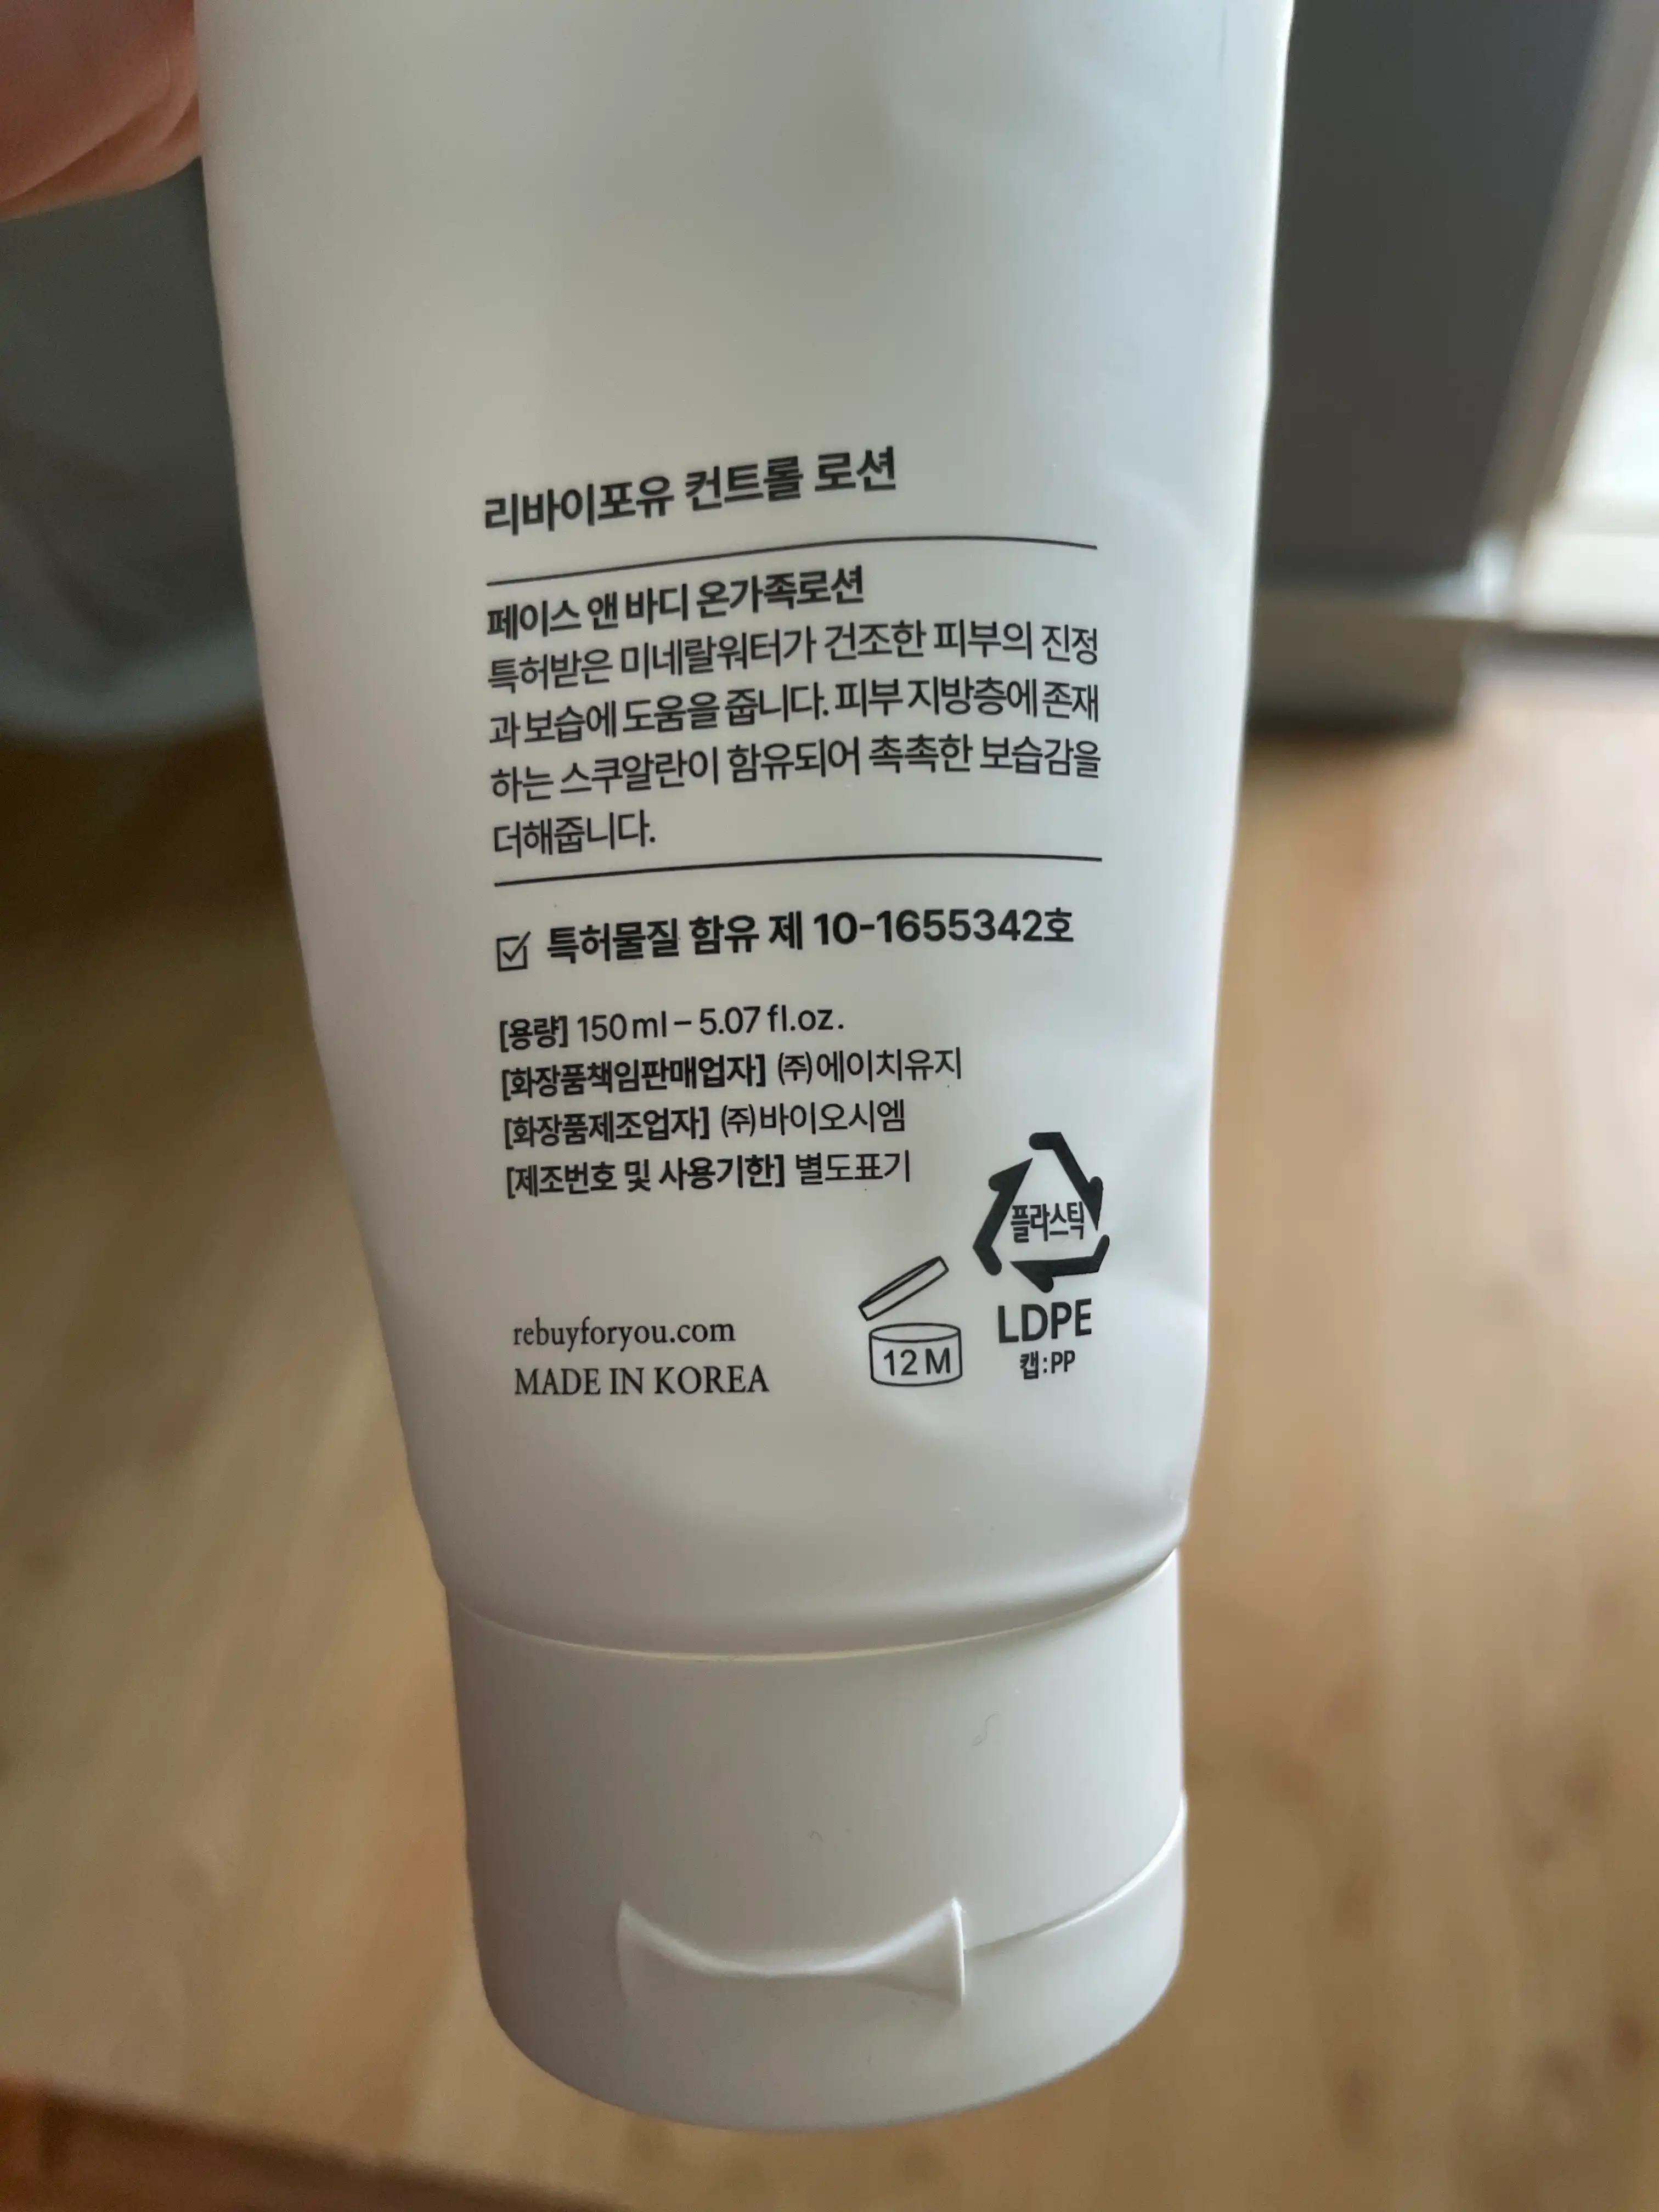 리바이포유 컨트롤 로션
페이스 앤 바디 온가족로션
특허받은 미네랄워터가 건조한 피부의 진정
과 보습에 도움을 줍니다. 피부 지방층에 존재
하는 스쿠알란이 함유되어 촉촉한 보습감을
더해줍니다.
특허물질 함유 제 10-1655342호
[용량] 150ml – 5.07 fl.oz.
[화장품책임판매업자] ㈜에이치유지
[화장품제조업자] ㈜바이오시엠
[제조번호 및 사용기한] 별도표기
플라스틱
LDPE
캡:PP
12 M
rebuyforyou.com
MADE IN KOREA